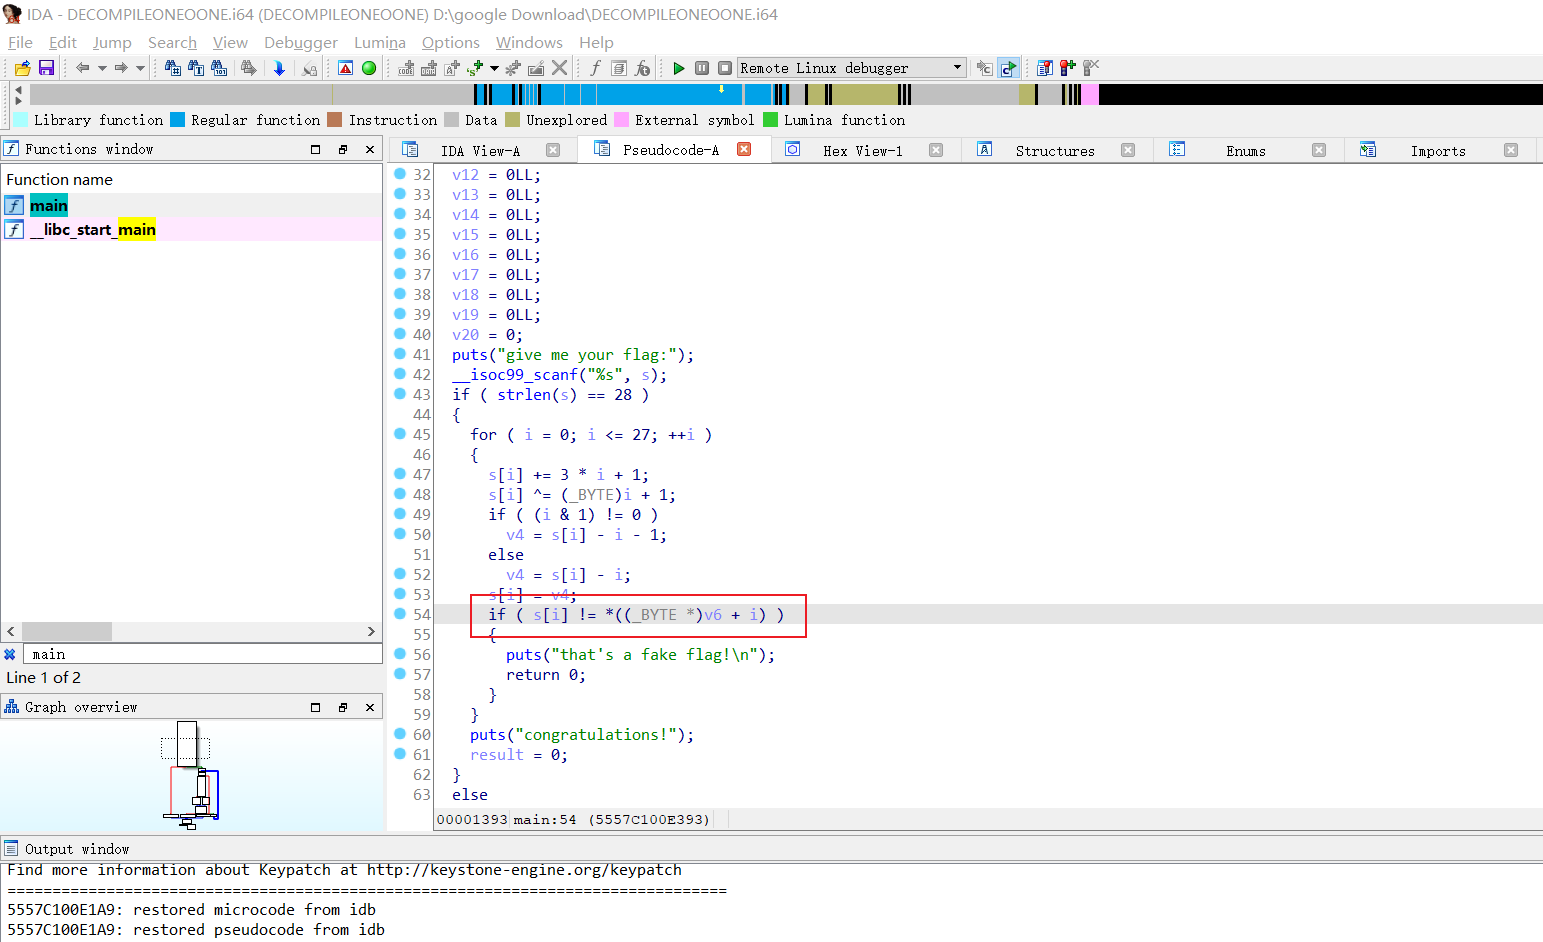 IDA - DECOMPILEONEOONE.i64 (DECOMPILEONEOONE) D:\google Download\DECOMPILEONEOONE.i64
File Edit Jump Search View Debugger Lumina Options Windows Help
Remote Linux debugger
Library function Regular function Instruction Data Unexplored External symbol Lumina function
Functions window
IDA View-A Pseudocode-A Hex View-1 Structures Enums Imports
Function name
main
__libc_start_main
32 v12 = 0LL;
33 v13 = 0LL;
34 v14 = 0LL;
35 v15 = 0LL;
36 v16 = 0LL;
37 v17 = 0LL;
38 v18 = 0LL;
39 v19 = 0LL;
40 v20 = 0;
41 puts("give me your flag:");
42 __isoc99_scanf("%s", s);
43 if ( strlen(s) == 28 )
44 {
45 for ( i = 0; i <= 27; ++i )
46 {
47 s[i] += 3 * i + 1;
48 s[i] ^= (_BYTE)i + 1;
49 if ( (i & 1) != 0 )
50 v4 = s[i] - i - 1;
51 else
52 v4 = s[i] - i;
53 s[i] = v4;
54 if ( s[i] != *((_BYTE *)v6 + i) )
55 {
56 puts("that's a fake flag!\n");
57 return 0;
58 }
59 }
60 puts("congratulations!");
61 result = 0;
62 }
63 else
00001393 main:54 (5557C100E393)
main
Line 1 of 2
Graph overview
Output window
Find more information about Keypatch at http://keystone-engine.org/keypatch
================================================================================
5557C100E1A9: restored microcode from idb
5557C100E1A9: restored pseudocode from idb